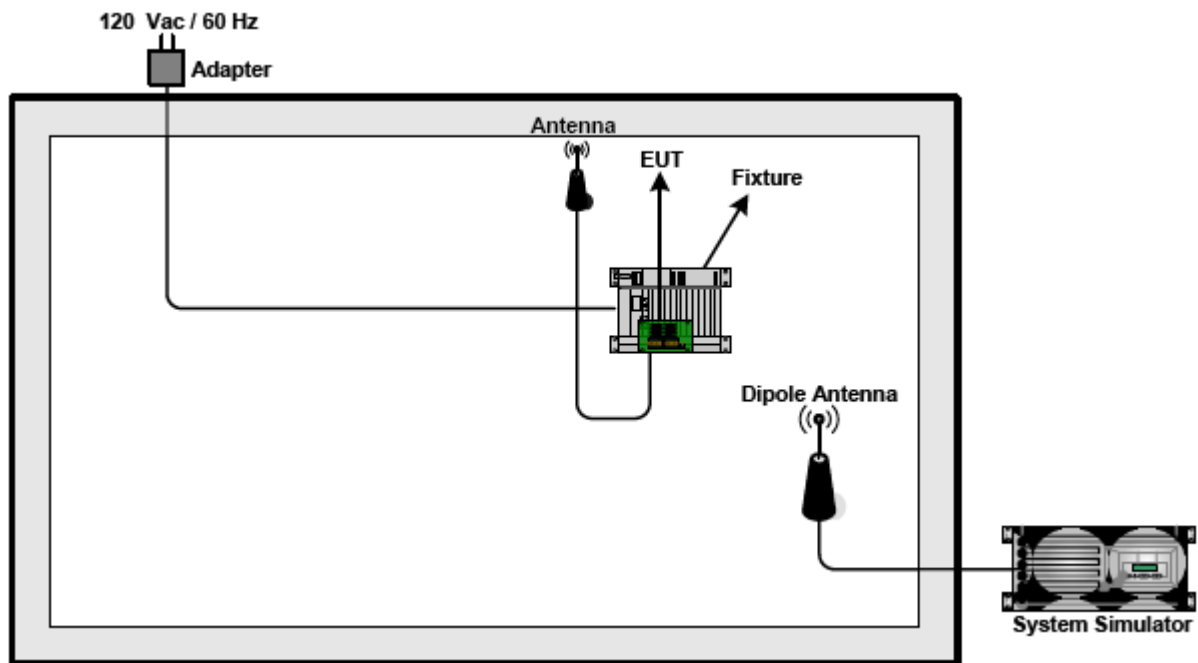 120 Vac / 60 Hz
Adapter
Antenna
EUT
Fixture
Dipole Antenna
System Simulator